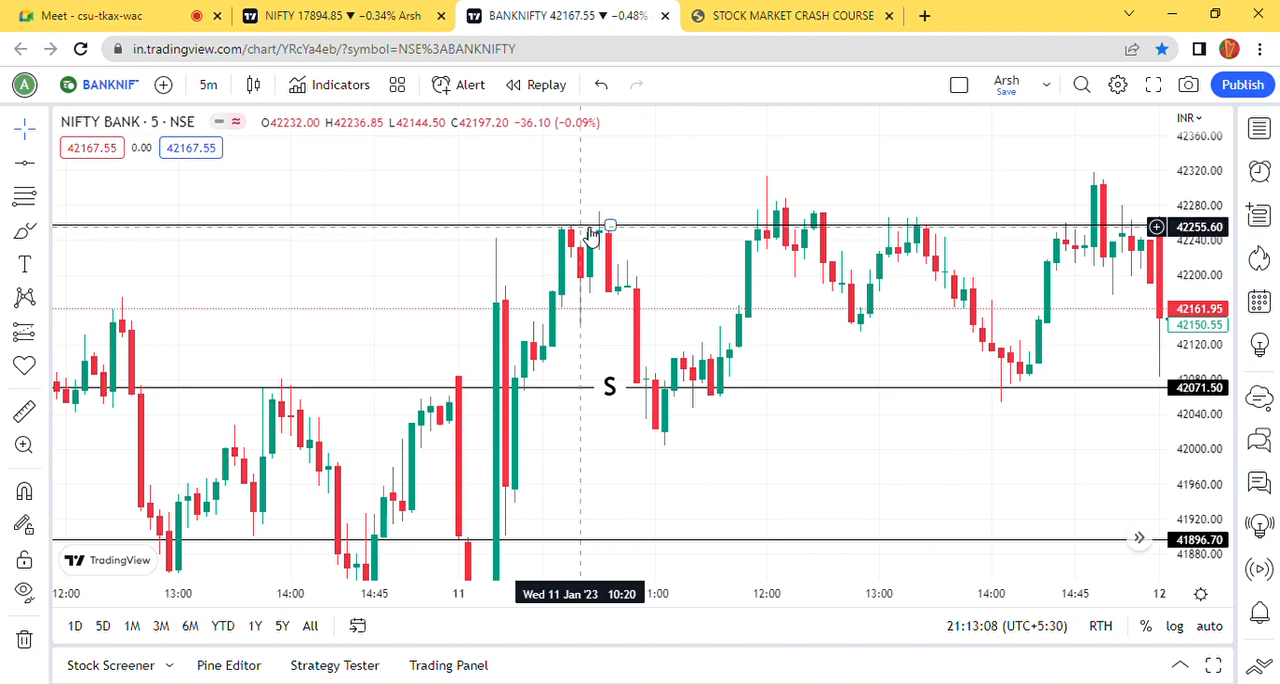 Meet - csu-tkax-wac
NIFTY 17894.85 ▼ −0.34% Arsh
BANKNIFTY 42167.55 ▼ −0.48%
STOCK MARKET CRASH COURSE
in.tradingview.com/chart/YRcYa4eb/?symbol=NSE%3ABANKNIFTY
A
BANKNIF
5m
Indicators
Alert
Replay
Arsh
Save
Publish
NIFTY BANK · 5 · NSE
O42232.00 H42236.85 L42144.50 C42197.20 −36.10 (−0.09%)
42167.55 0.00 42167.55
INR
42360.00
42320.00
42280.00
42255.60
42240.00
42200.00
42161.95
42150.55
42120.00
42080.00
42071.50
42040.00
42000.00
41960.00
41920.00
41896.70
41880.00
S
TradingView
12:00 13:00 14:00 14:45 11 Wed 11 Jan '23 10:20 1:00 12:00 13:00 14:00 14:45 12
1D 5D 1M 3M 6M YTD 1Y 5Y All
21:13:08 (UTC+5:30) RTH % log auto
Stock Screener Pine Editor Strategy Tester Trading Panel